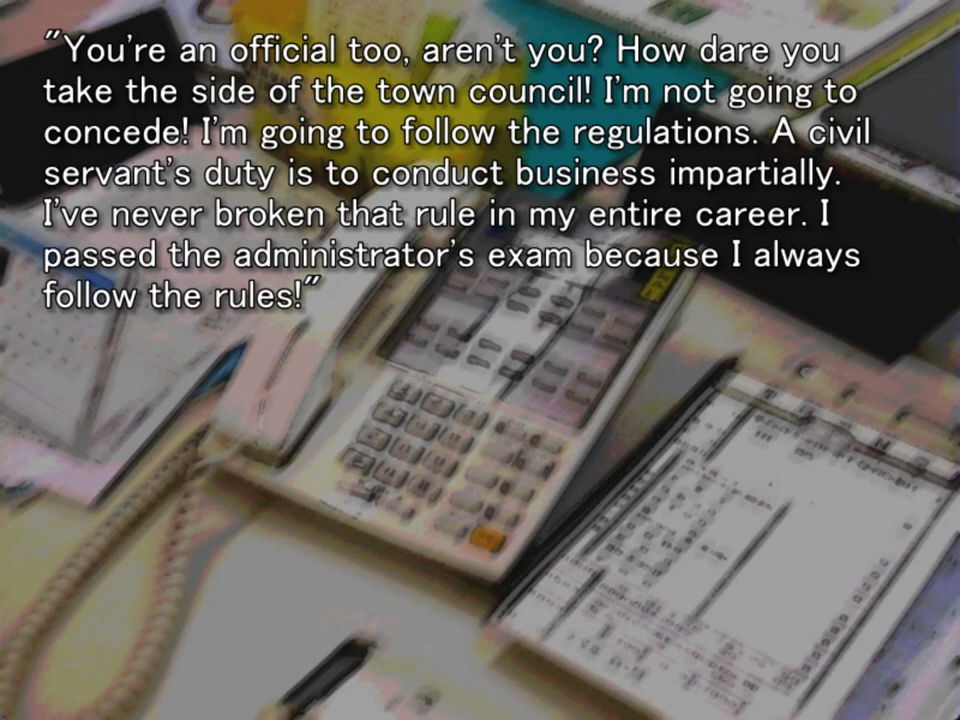 "You're an official too, aren't you? How dare you
take the side of the town council! I'm not going to
concede! I'm going to follow the regulations. A civil
servant's duty is to conduct business impartially.
I've never broken that rule in my entire career. I
passed the administrator's exam because I always
follow the rules!"